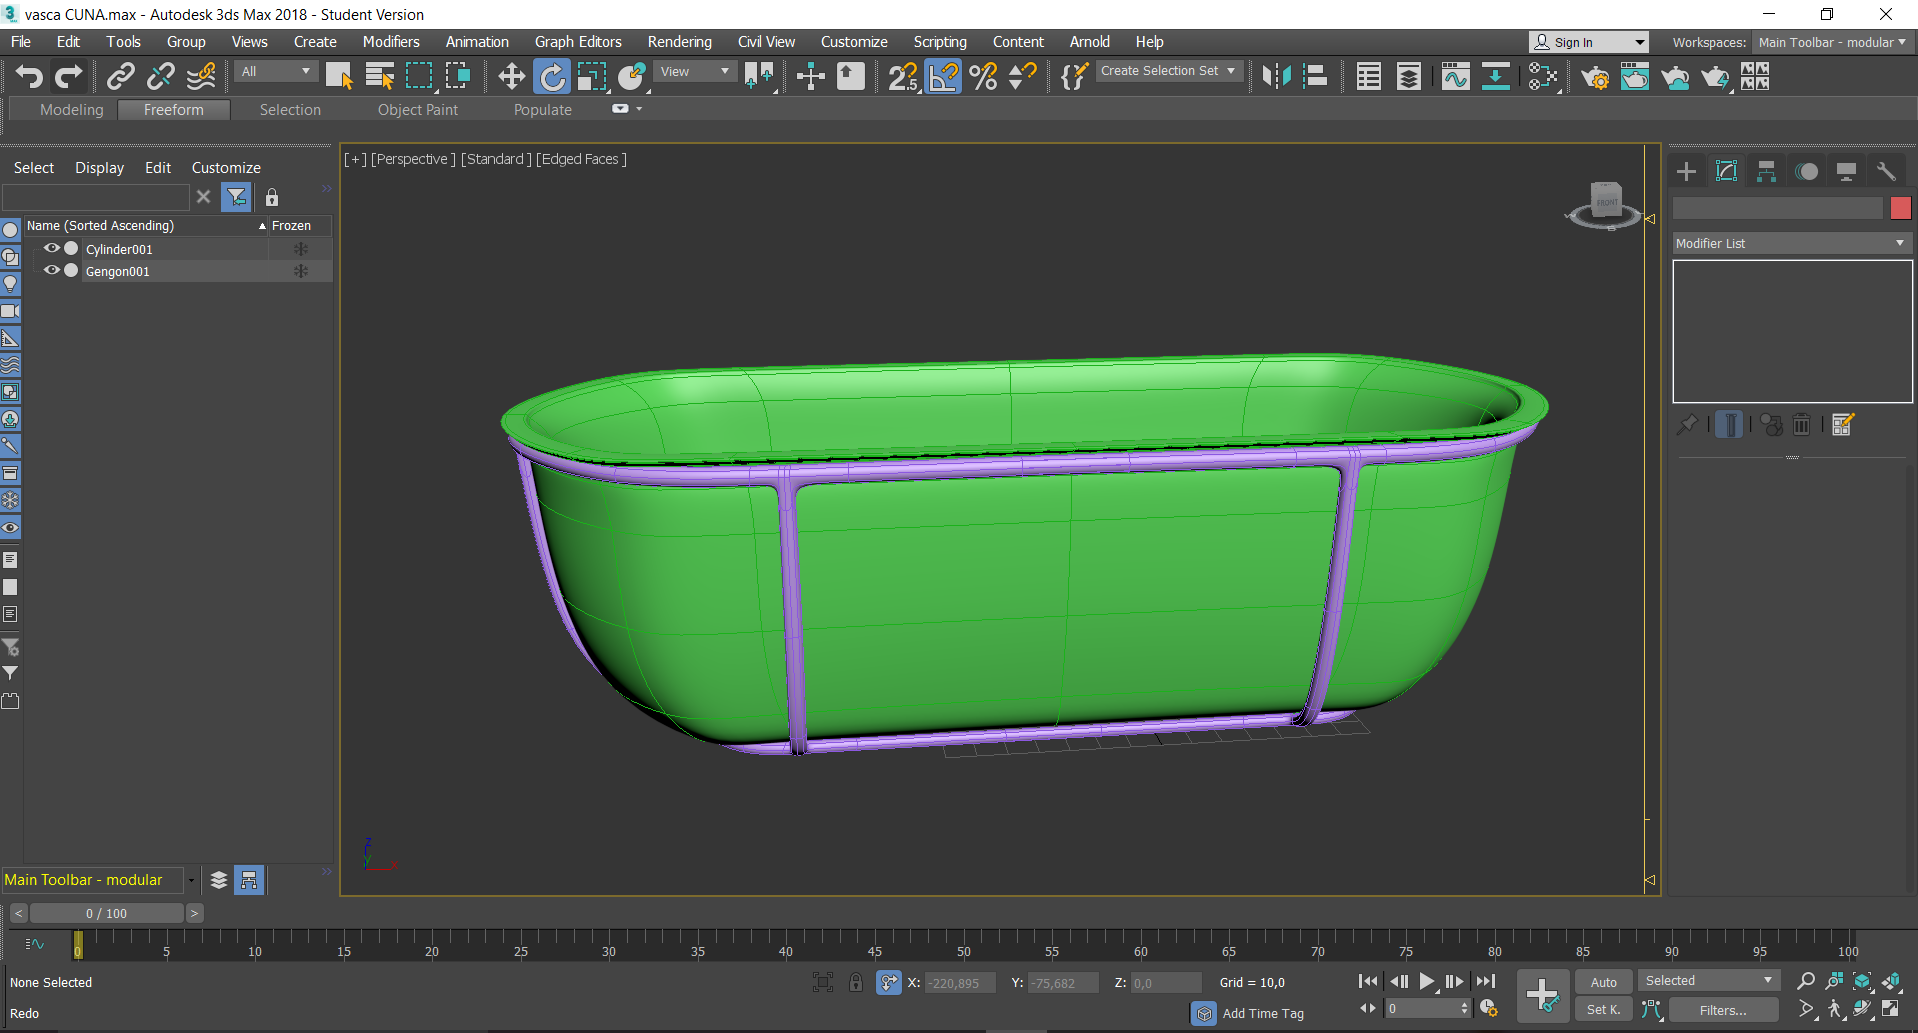 vasca CUNA.max - Autodesk 3ds Max 2018 - Student Version
File Edit Tools Group Views Create Modifiers Animation Graph Editors Rendering Civil View Customize Scripting Content Arnold Help Sign In Workspaces: Main Toolbar - modular
All View 2.5 Create Selection Set
Modeling Freeform Selection Object Paint Populate
[+] [Perspective ] [Standard ] [Edged Faces ]
Select Display Edit Customize
Name (Sorted Ascending) Frozen
Cylinder001
Gengon001
FRONT
Modifier List
z
y
x
Main Toolbar - modular
< 0 / 100 >
0 5 10 15 20 25 30 35 40 45 50 55 60 65 70 75 80 85 90 95 100
None Selected X: -220,895 Y: -75,682 Z: 0,0 Grid = 10,0 Auto Selected
Redo Add Time Tag 0 Set K. Filters...